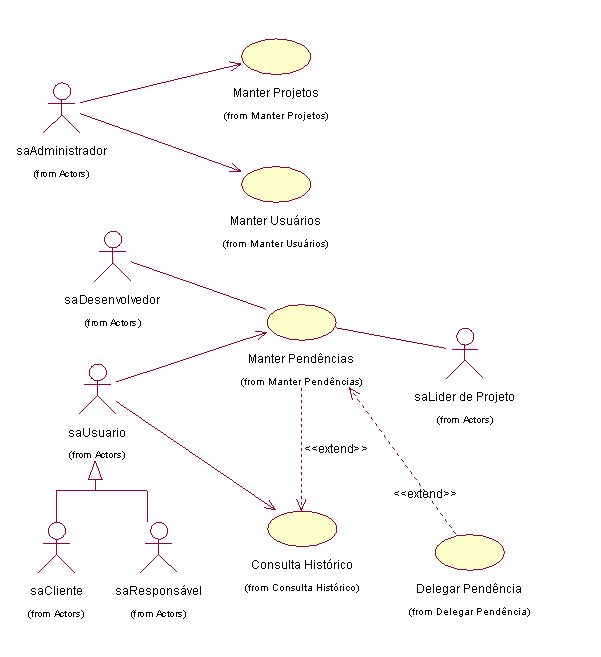 Manter Projetos
(from Manter Projetos)
saAdministrador
(from Actors)
Manter Usuários
(from Manter Usuários)
saDesenvolvedor
(from Actors)
Manter Pendências
(from Manter Pendências)
saLider de Projeto
(from Actors)
saUsuario
(from Actors)
<<extend>>
<<extend>>
Consulta Histórico
(from Consulta Histórico)
Delegar Pendência
(from Delegar Pendência)
saCliente
(from Actors)
saResponsável
(from Actors)